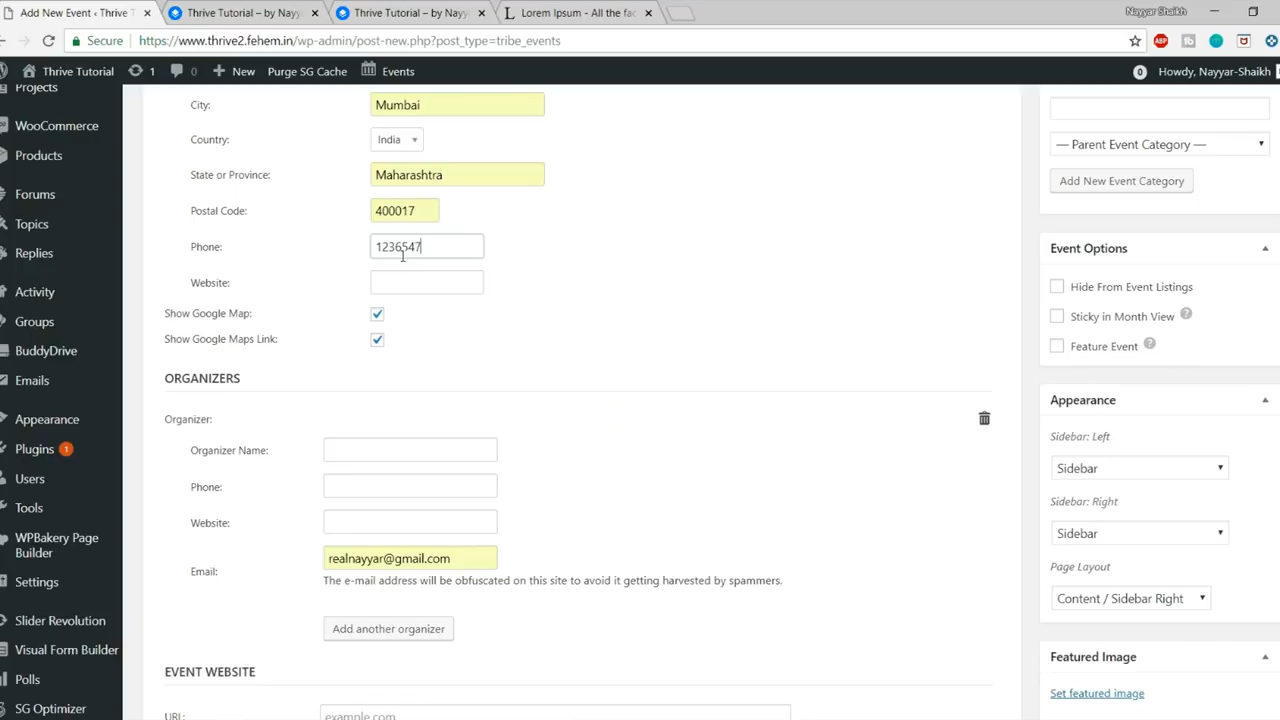 Add New Event ‹ Thrive T
Thrive Tutorial – by Nayy
Thrive Tutorial – by Nayy
Lorem Ipsum - All the fac
Nayyar Shaikh
Secure
https://www.thrive2.fehem.in/wp-admin/post-new.php?post_type=tribe_events
ABP
Thrive Tutorial
1
0
New
Purge SG Cache
Events
0
Howdy, Nayyar-Shaikh
Projects
WooCommerce
Products
Forums
Topics
Replies
Activity
Groups
BuddyDrive
Emails
Appearance
Plugins 1
Users
Tools
WPBakery Page
Builder
Settings
Slider Revolution
Visual Form Builder
Polls
SG Optimizer
City:
Mumbai
Country:
India
State or Province:
Maharashtra
Postal Code:
400017
Phone:
1236547
Website:
Show Google Map:
Show Google Maps Link:
ORGANIZERS
Organizer:
Organizer Name:
Phone:
Website:
Email:
realnayyar@gmail.com
The e-mail address will be obfuscated on this site to avoid it getting harvested by spammers.
Add another organizer
EVENT WEBSITE
URL:
example.com
— Parent Event Category —
Add New Event Category
Event Options
Hide From Event Listings
Sticky in Month View ?
Feature Event ?
Appearance
Sidebar: Left
Sidebar
Sidebar: Right
Sidebar
Page Layout
Content / Sidebar Right
Featured Image
Set featured image